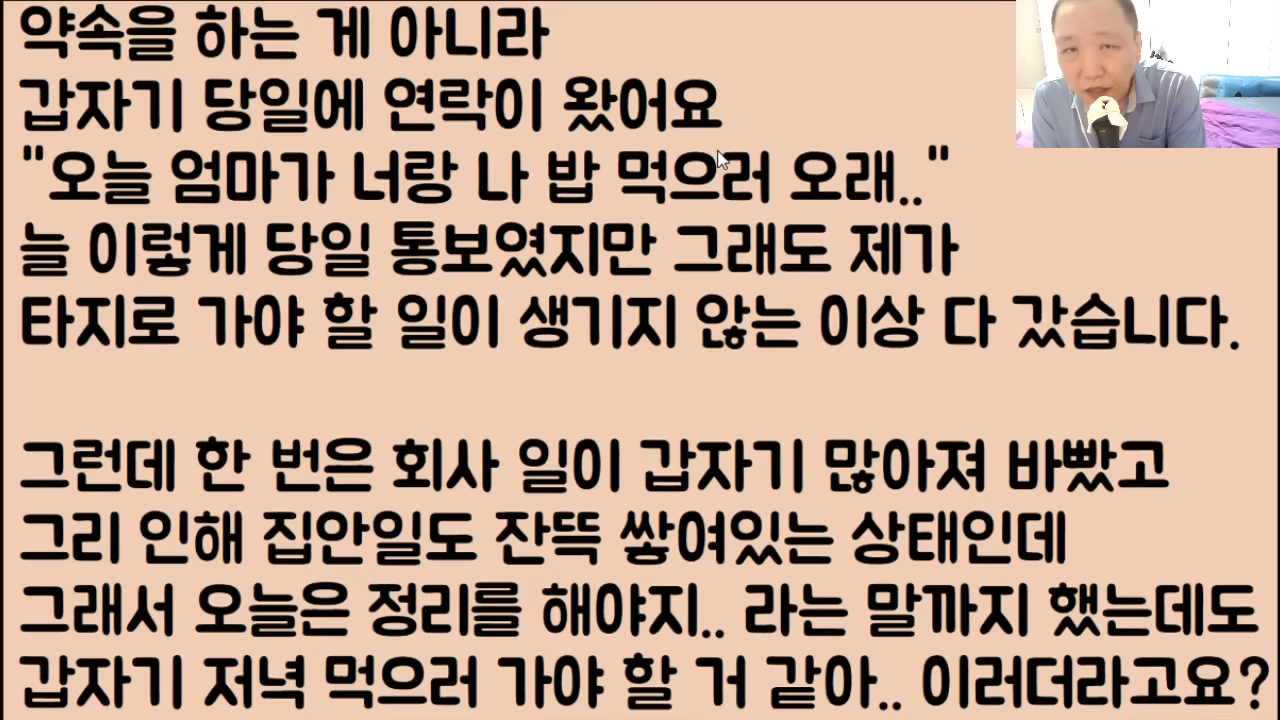 약속을 하는 게 아니라
갑자기 당일에 연락이 왔어요
"오늘 엄마가 너랑 나 밥 먹으러 오래.."
늘 이렇게 당일 통보였지만 그래도 제가
타지로 가야 할 일이 생기지 않는 이상 다 갔습니다.
그런데 한 번은 회사 일이 갑자기 많아져 바빴고
그리 인해 집안일도 잔뜩 쌓여있는 상태인데
그래서 오늘은 정리를 해야지.. 라는 말까지 했는데도
갑자기 저녁 먹으러 가야 할 거 같아.. 이러더라고요?